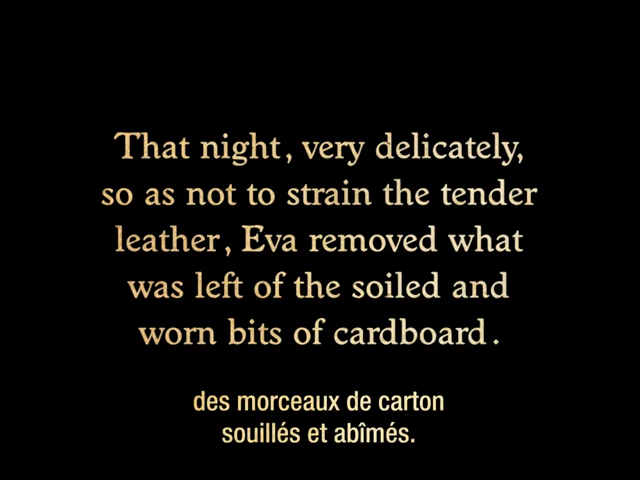 That night, very delicately,
so as not to strain the tender
leather, Eva removed what
was left of the soiled and
worn bits of cardboard.
des morceaux de carton
souillés et abîmés.